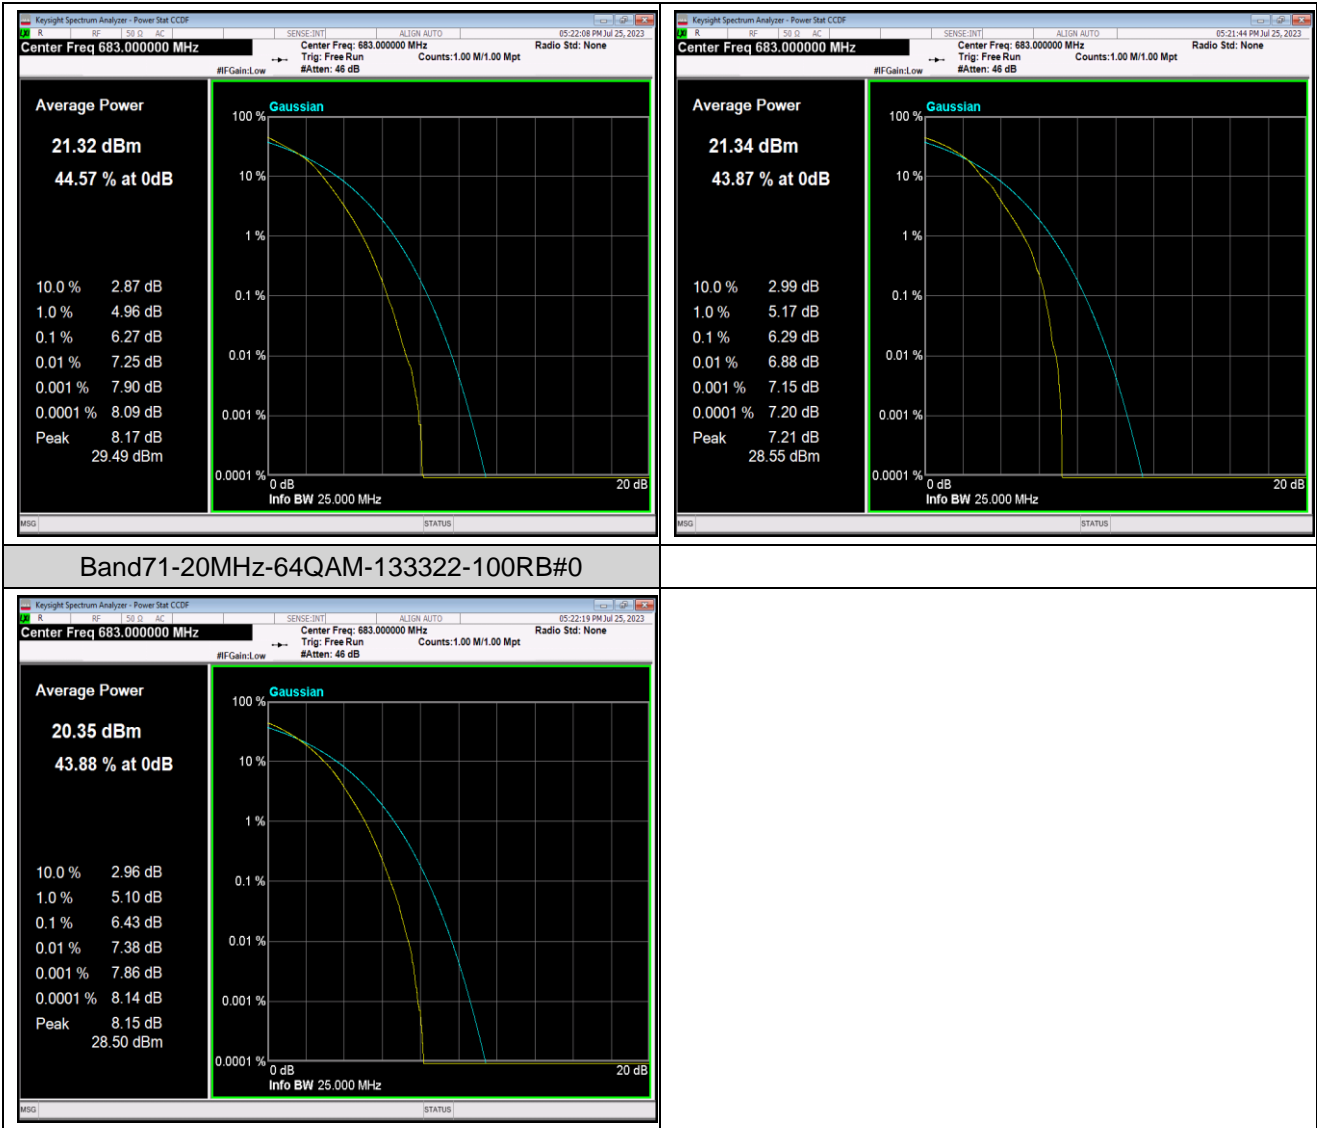 Keysight Spectrum Analyzer - Power Stat CCDF
R RF 50 Ω AC SENSE:INT ALIGN AUTO 05:22:08 PM Jul 25, 2023
Center Freq 683.000000 MHz
Center Freq: 683.000000 MHz
Radio Std: None
Trig: Free Run Counts:1.00 M/1.00 Mpt
#IFGain:Low #Atten: 46 dB
Average Power
21.32 dBm
44.57 % at 0dB
10.0 % 2.87 dB
1.0 % 4.96 dB
0.1 % 6.27 dB
0.01 % 7.25 dB
0.001 % 7.90 dB
0.0001 % 8.09 dB
Peak 8.17 dB
29.49 dBm
Gaussian
100 %
10 %
1 %
0.1 %
0.01 %
0.001 %
0.0001 %
0 dB 20 dB
Info BW 25.000 MHz
MSG STATUS
Keysight Spectrum Analyzer - Power Stat CCDF
R RF 50 Ω AC SENSE:INT ALIGN AUTO 05:21:44 PM Jul 25, 2023
Center Freq 683.000000 MHz
Center Freq: 683.000000 MHz
Radio Std: None
Trig: Free Run Counts:1.00 M/1.00 Mpt
#IFGain:Low #Atten: 46 dB
Average Power
21.34 dBm
43.87 % at 0dB
10.0 % 2.99 dB
1.0 % 5.17 dB
0.1 % 6.29 dB
0.01 % 6.88 dB
0.001 % 7.15 dB
0.0001 % 7.20 dB
Peak 7.21 dB
28.55 dBm
Gaussian
100 %
10 %
1 %
0.1 %
0.01 %
0.001 %
0.0001 %
0 dB 20 dB
Info BW 25.000 MHz
MSG STATUS
Band71-20MHz-64QAM-133322-100RB#0
Keysight Spectrum Analyzer - Power Stat CCDF
R RF 50 Ω AC SENSE:INT ALIGN AUTO 05:22:19 PM Jul 25, 2023
Center Freq 683.000000 MHz
Center Freq: 683.000000 MHz
Radio Std: None
Trig: Free Run Counts:1.00 M/1.00 Mpt
#IFGain:Low #Atten: 46 dB
Average Power
20.35 dBm
43.88 % at 0dB
10.0 % 2.96 dB
1.0 % 5.10 dB
0.1 % 6.43 dB
0.01 % 7.38 dB
0.001 % 7.86 dB
0.0001 % 8.14 dB
Peak 8.15 dB
28.50 dBm
Gaussian
100 %
10 %
1 %
0.1 %
0.01 %
0.001 %
0.0001 %
0 dB 20 dB
Info BW 25.000 MHz
MSG STATUS